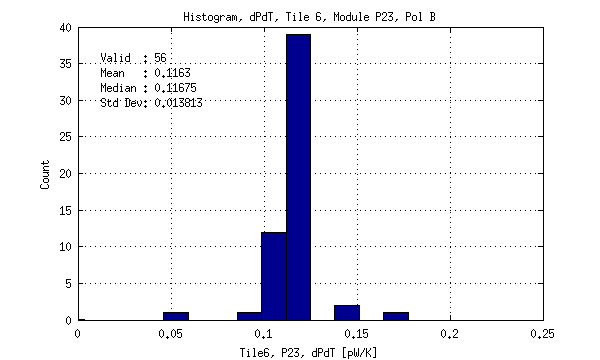 Histogram, dPdT, Tile 6, Module P23, Pol B
40
35
30
25
20
15
10
5
0
Count
Valid : 56
Mean : 0.1163
Median : 0.11675
Std Dev: 0.013813
0 0.05 0.1 0.15 0.2 0.25
Tile6, P23, dPdT [pW/K]